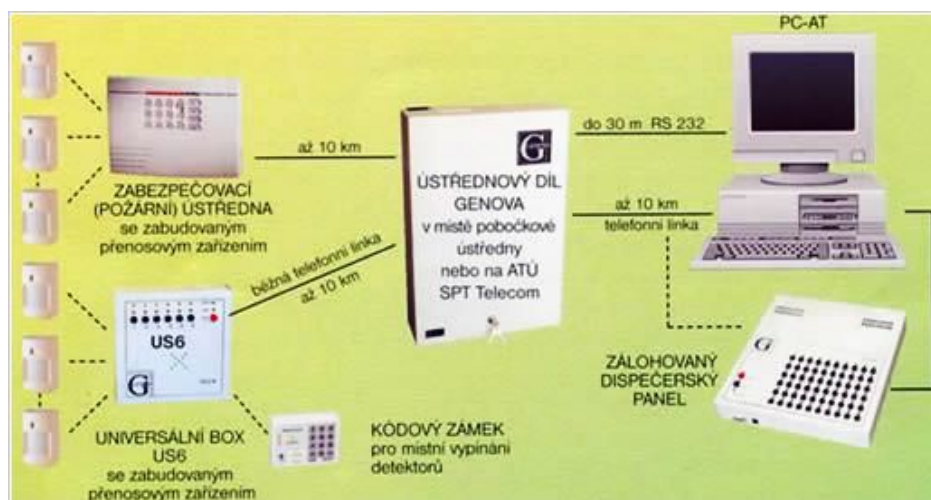 PC-AT
až 10 km
do 30 m RS 232
G
ÚSTŘEDNOVÝ DÍL
GENOVA
v místě pobočkové
ústředny
nebo na ATÚ
SPT Telecom
až 10 km
telefonní linka
ZABEZPEČOVACÍ
(POŽÁRNÍ) ÚSTŘEDNA
se zabudovaným
přenosovým zařízením
běžná telefonní linka
až 10 km
US6
G
G
ZÁLOHOVANÝ
DISPEČERSKÝ
PANEL
UNIVERSÁLNÍ BOX
US6
se zabudovaným
přenosovým zařízením
KÓDOVÝ ZÁMEK
pro místní vypínání
detektorů